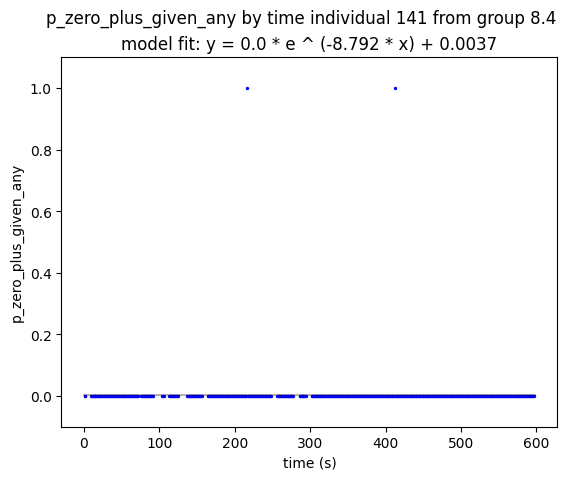 p_zero_plus_given_any by time individual 141 from group 8.4
model fit: y = 0.0 * e ^ (-8.792 * x) + 0.0037
1.0
0.8
0.6
0.4
0.2
0.0
p_zero_plus_given_any
0 100 200 300 400 500 600
time (s)